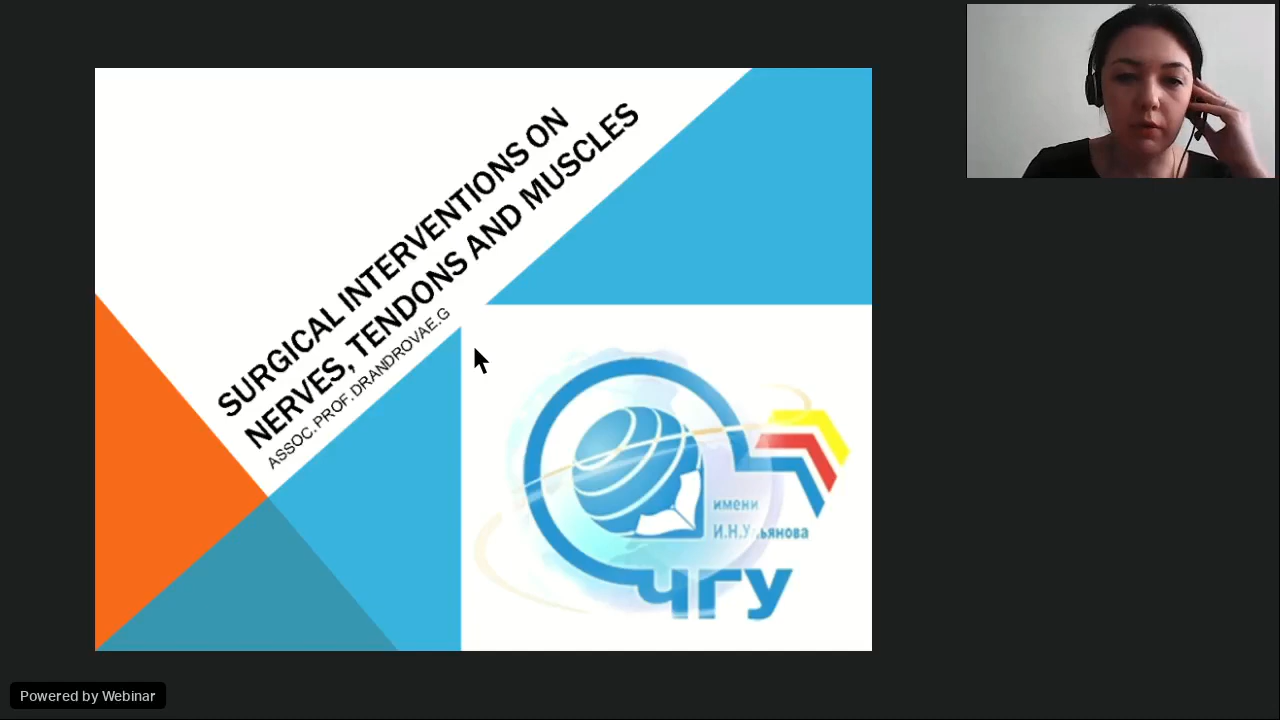 SURGICAL INTERVENTIONS ON
NERVES, TENDONS AND MUSCLES
ASSOC.PROF.DRANDROVAE.G
имени
И.Н.Ульянова
ЧГУ
Powered by Webinar